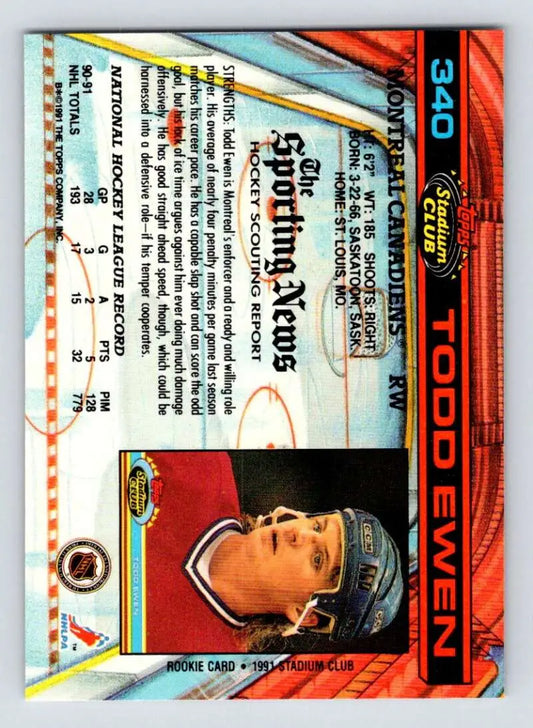 340
Topps
Stadium
CLUB
TODD EWEN
MONTREAL CANADIENS® RW
HT: 6'2" WT: 185 SHOOTS: RIGHT
BORN: 3-22-66, SASKATOON, SASK.
HOME: ST. LOUIS, MO.
The
Sporting News
HOCKEY SCOUTING REPORT
STRENGTHS: Todd Ewen is Montreal's enforcer and a ready and willing role
player. His average of nearly four penalty minutes per game last season
matches his career pace. He has a capable slap shot and can score the odd
goal, but his lack of ice time argues against him ever doing much damage
offensively. He has good straight ahead speed, though, which could be
harnessed into a defensive role—if his temper cooperates.
NATIONAL HOCKEY LEAGUE RECORD
GP G A PTS PIM
90-91 28 3 2 5 128
NHL TOTALS 193 17 15 32 779
B*©1991 THE TOPPS COMPANY, INC.
CCM
Topps
Stadium
CLUB
TODD EWEN
ROOKIE CARD • 1991 STADIUM CLUB
NHL
NHLPA™